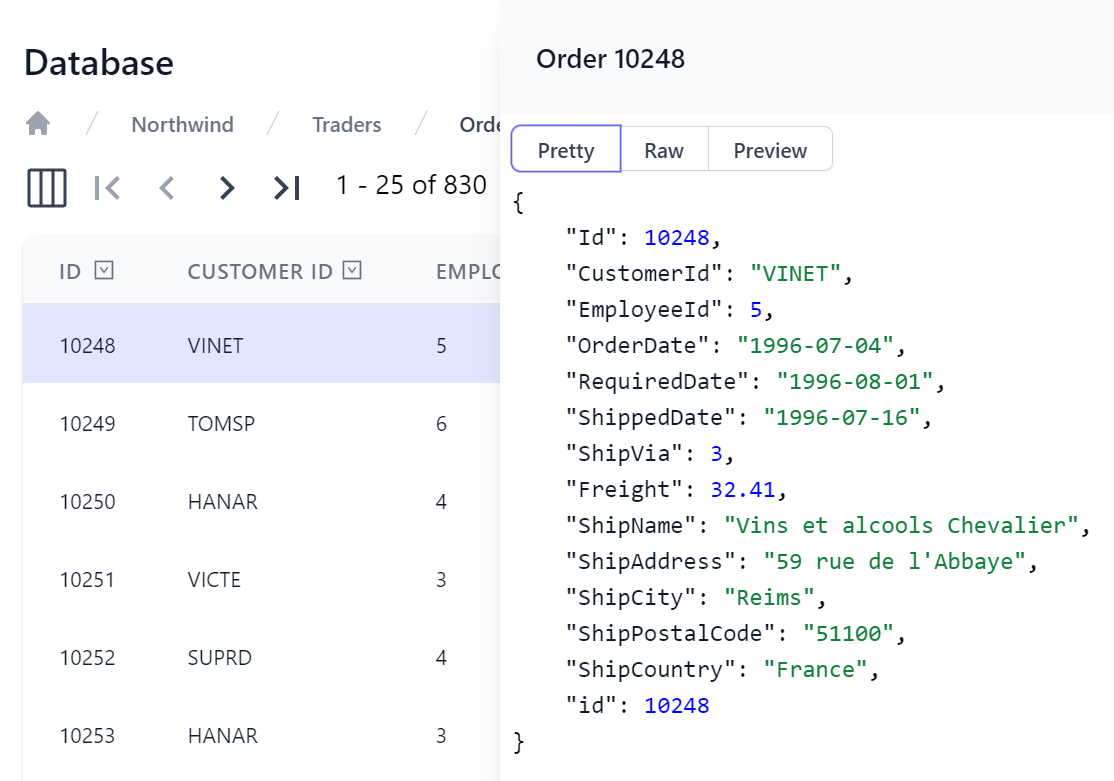 Database
Northwind / Traders / Orde
1 - 25 of 830
ID CUSTOMER ID EMPLO
10248 VINET 5
10249 TOMSP 6
10250 HANAR 4
10251 VICTE 3
10252 SUPRD 4
10253 HANAR 3
Order 10248
Pretty Raw Preview
{
"Id": 10248,
"CustomerId": "VINET",
"EmployeeId": 5,
"OrderDate": "1996-07-04",
"RequiredDate": "1996-08-01",
"ShippedDate": "1996-07-16",
"ShipVia": 3,
"Freight": 32.41,
"ShipName": "Vins et alcools Chevalier",
"ShipAddress": "59 rue de l'Abbaye",
"ShipCity": "Reims",
"ShipPostalCode": "51100",
"ShipCountry": "France",
"id": 10248
}